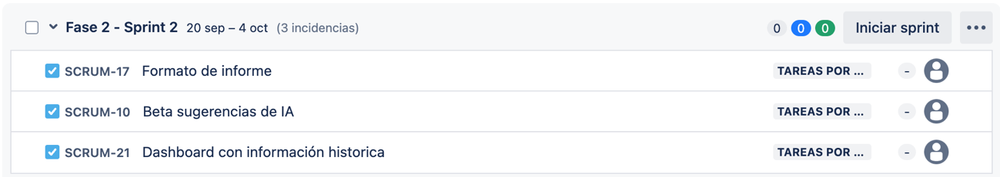 Fase 2 - Sprint 2 20 sep – 4 oct (3 incidencias) 0 0 0 Iniciar sprint
SCRUM-17 Formato de informe TAREAS POR ... -
SCRUM-10 Beta sugerencias de IA TAREAS POR ... -
SCRUM-21 Dashboard con información historica TAREAS POR ... -